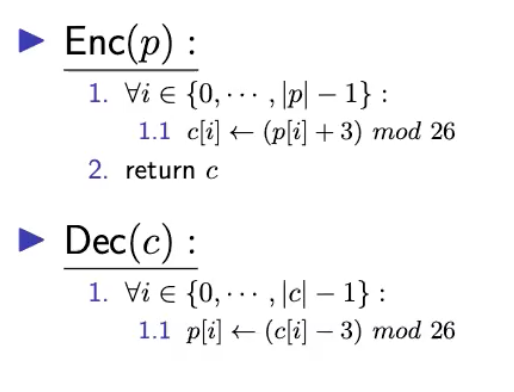 ▶ Enc(p) :
1. ∀i ∈ {0, ⋯ , |p| − 1} :
1.1 c[i] ← (p[i] + 3) mod 26
2. return c
▶ Dec(c) :
1. ∀i ∈ {0, ⋯ , |c| − 1} :
1.1 p[i] ← (c[i] − 3) mod 26